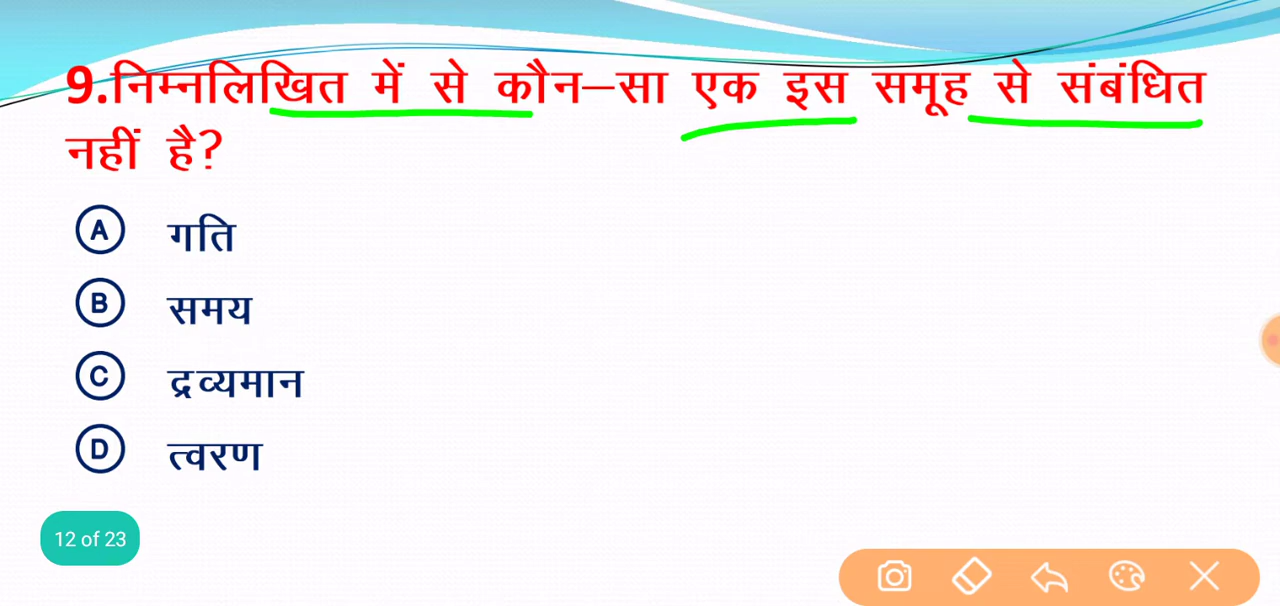 9.निम्नलिखित में से कौन–सा एक इस समूह से संबंधित
नहीं है?
A गति
B समय
C द्रव्यमान
D त्वरण
12 of 23